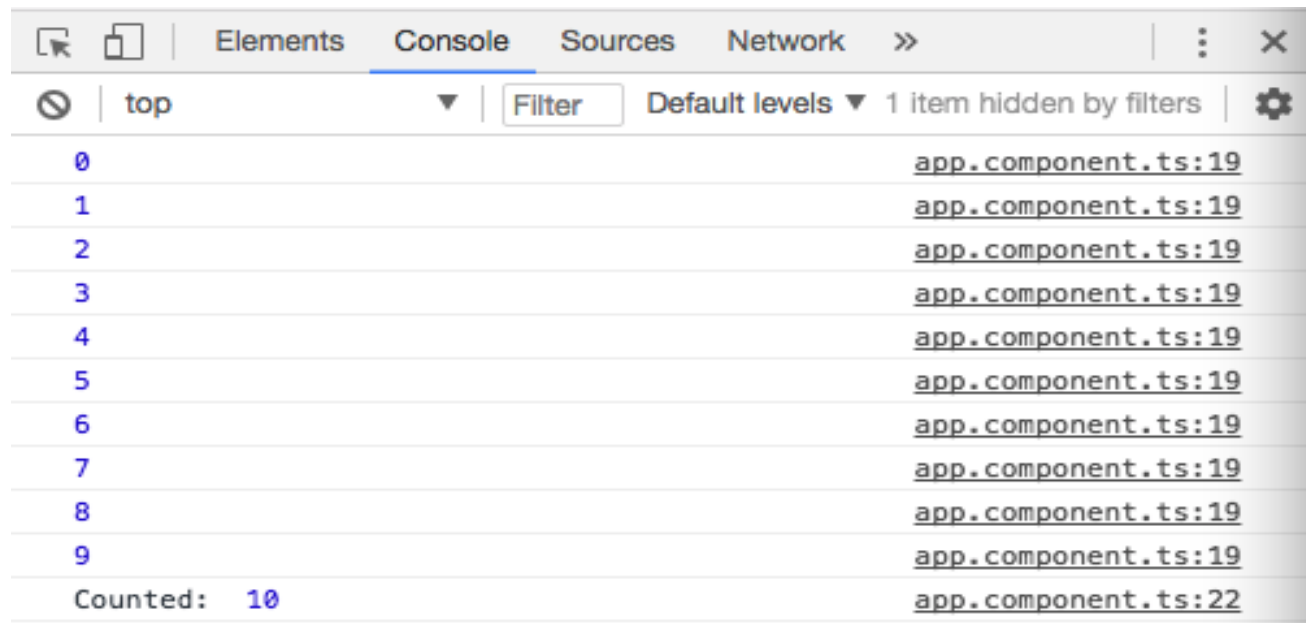 Elements Console Sources Network »
top ▼ Filter Default levels ▼ 1 item hidden by filters
0 app.component.ts:19
1 app.component.ts:19
2 app.component.ts:19
3 app.component.ts:19
4 app.component.ts:19
5 app.component.ts:19
6 app.component.ts:19
7 app.component.ts:19
8 app.component.ts:19
9 app.component.ts:19
Counted: 10 app.component.ts:22